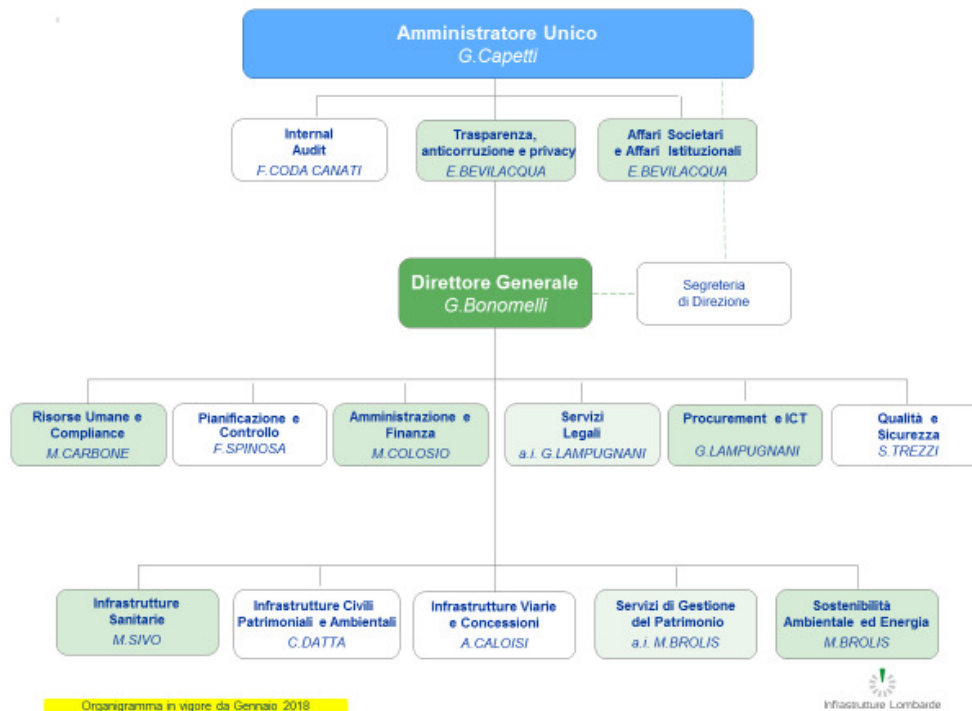 Amministratore Unico
G.Capetti
Internal
Audit
F.CODA CANATI
Trasparenza,
anticorruzione e privacy
E.BEVILACQUA
Affari Societari
e Affari Istituzionali
E.BEVILACQUA
Direttore Generale
G.Bonomelli
Segreteria
di Direzione
Risorse Umane e
Compliance
M.CARBONE
Pianificazione e
Controllo
F.SPINOSA
Amministrazione e
Finanza
M.COLOSIO
Servizi
Legali
a.i. G.LAMPUGNANI
Procurement e ICT
G.LAMPUGNANI
Qualità e
Sicurezza
S.TREZZI
Infrastrutture
Sanitarie
M.SIVO
Infrastrutture Civili
Patrimoniali e Ambientali
C.DATTA
Infrastrutture Viarie
e Concessioni
A.CALOISI
Servizi di Gestione
del Patrimonio
a.i. M.BROLIS
Sostenibilità
Ambientale ed Energia
M.BROLIS
Organigramma in vigore da Gennaio 2018
Infrastrutture Lombarde